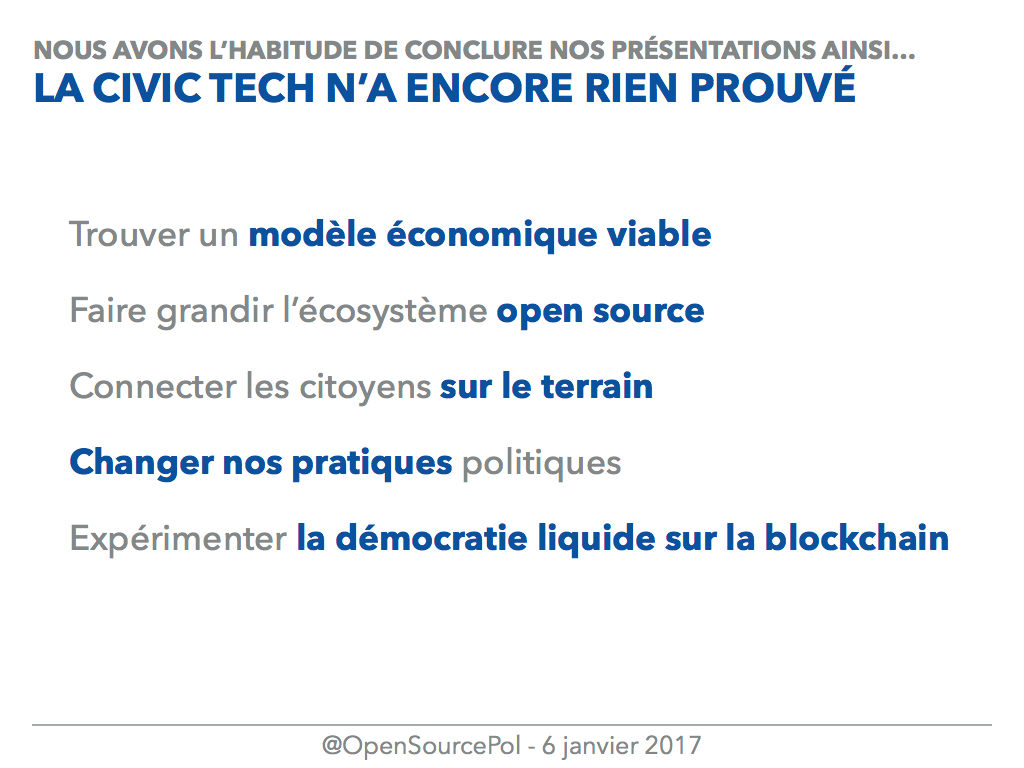 NOUS AVONS L’HABITUDE DE CONCLURE NOS PRÉSENTATIONS AINSI…
LA CIVIC TECH N’A ENCORE RIEN PROUVÉ
Trouver un modèle économique viable
Faire grandir l’écosystème open source
Connecter les citoyens sur le terrain
Changer nos pratiques politiques
Expérimenter la démocratie liquide sur la blockchain
@OpenSourcePol - 6 janvier 2017